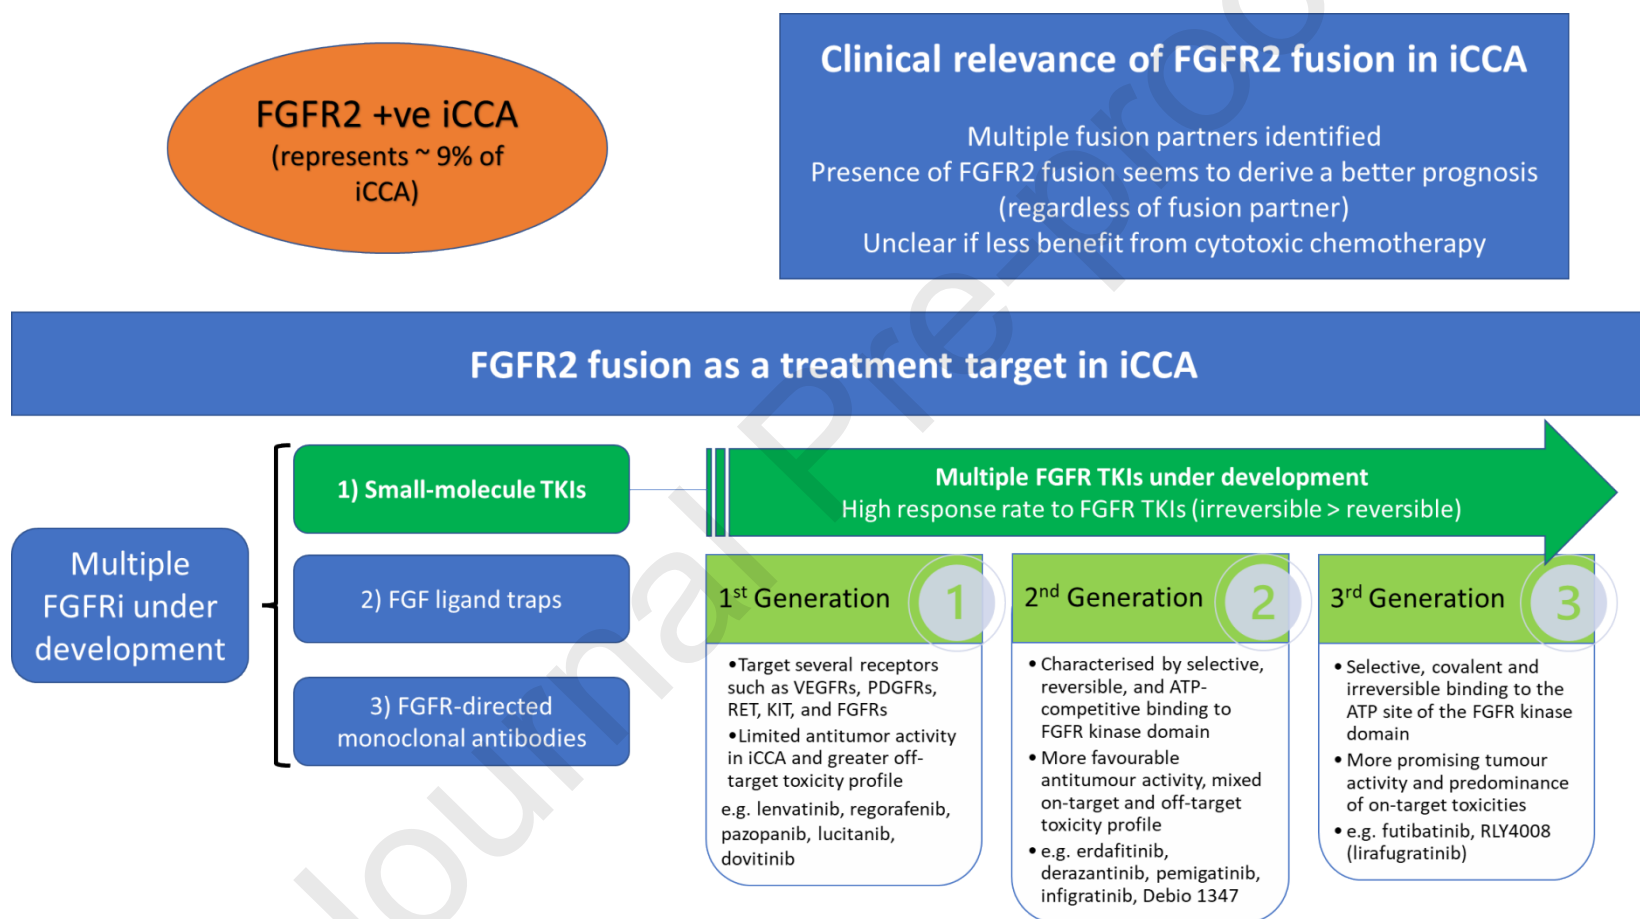 FGFR2 +ve iCCA
(represents ~ 9% of
iCCA)
Clinical relevance of FGFR2 fusion in iCCA
Multiple fusion partners identified
Presence of FGFR2 fusion seems to derive a better prognosis
(regardless of fusion partner)
Unclear if less benefit from cytotoxic chemotherapy
FGFR2 fusion as a treatment target in iCCA
Multiple
FGFRi under
development
1) Small-molecule TKIs
2) FGF ligand traps
3) FGFR-directed
monoclonal antibodies
Multiple FGFR TKIs under development
High response rate to FGFR TKIs (irreversible > reversible)
1st Generation
1
•Target several receptors
such as VEGFRs, PDGFRs,
RET, KIT, and FGFRs
•Limited antitumor activity
in iCCA and greater off-
target toxicity profile
e.g. lenvatinib, regorafenib,
pazopanib, lucitanib,
dovitinib
2nd Generation
2
• Characterised by selective,
reversible, and ATP-
competitive binding to
FGFR kinase domain
• More favourable
antitumour activity, mixed
on-target and off-target
toxicity profile
• e.g. erdafitinib,
derazantinib, pemigatinib,
infigratinib, Debio 1347
3rd Generation
3
• Selective, covalent and
irreversible binding to the
ATP site of the FGFR kinase
domain
• More promising tumour
activity and predominance
of on-target toxicities
• e.g. futibatinib, RLY4008
(lirafugratinib)
Journal Pre-proo